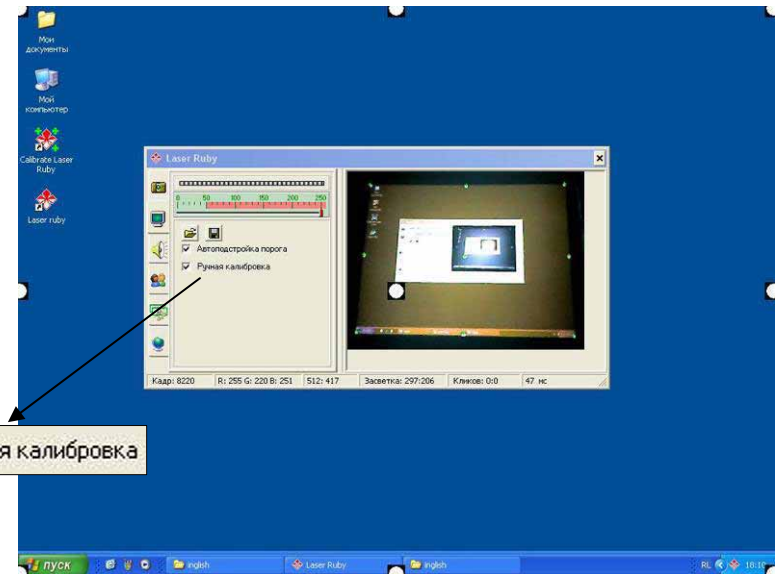 Мои
документы
Мой
компьютер
Calibrate Laser
Ruby
Laser ruby
Laser Ruby
0 50 100 150 200 250
Автоподстройка порога
Ручная калибровка
Кадр: 8220 R: 255 G: 220 B: 251 512: 417 Засветка: 297:206 Кликов: 0:0 47 мс
я калибровка
пуск inglish Laser Ruby inglish RL 18:10